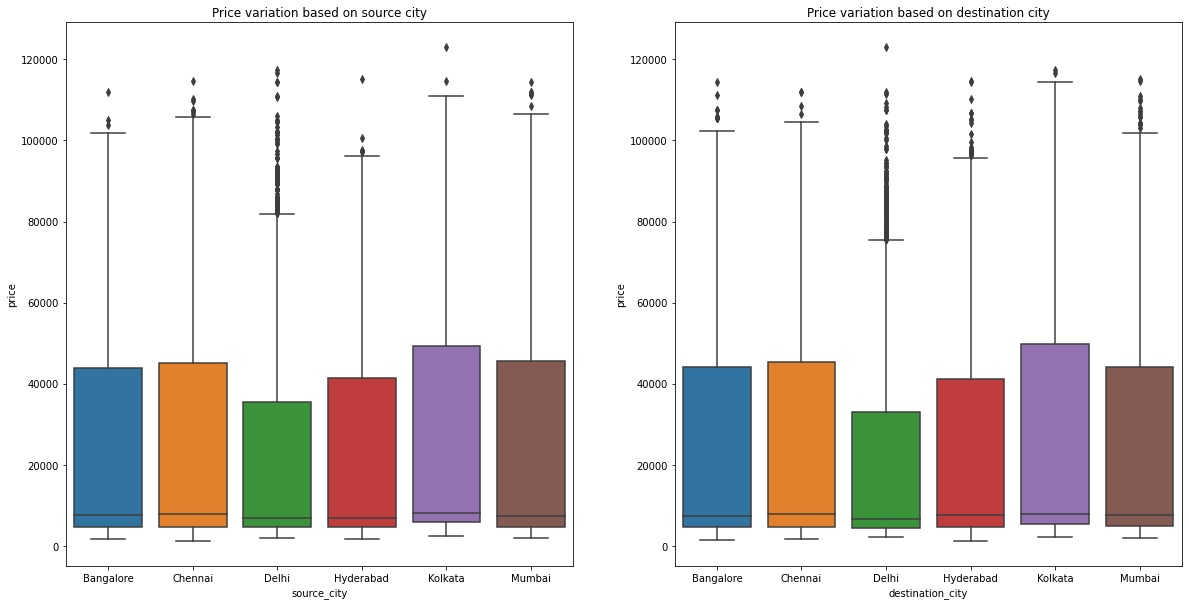 Price variation based on source city
120000
100000
80000
60000
40000
20000
0
price
Bangalore Chennai Delhi Hyderabad Kolkata Mumbai
source_city
Price variation based on destination city
120000
100000
80000
60000
40000
20000
0
price
Bangalore Chennai Delhi Hyderabad Kolkata Mumbai
destination_city